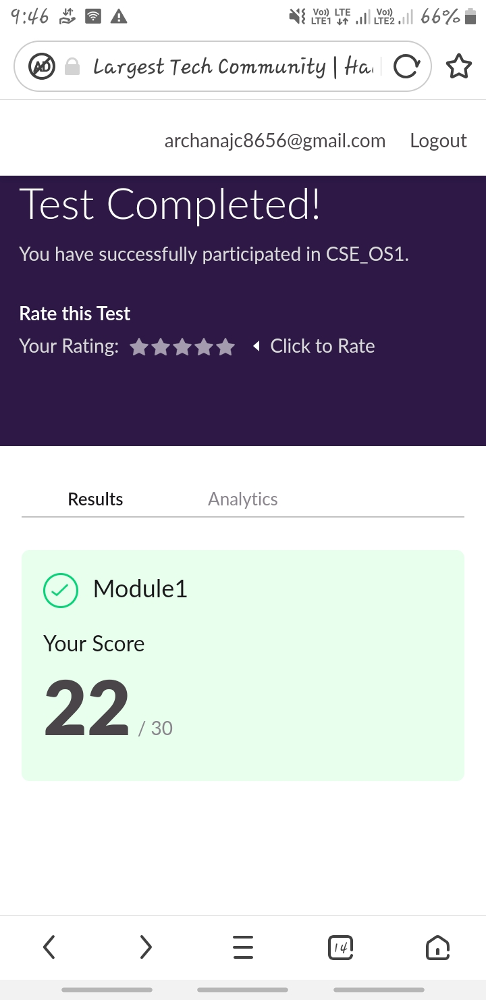 9:46 Vo)) LTE1 LTE Vo)) LTE2 66%
AD Largest Tech Community | Ha
archanajc8656@gmail.com Logout
Test Completed!
You have successfully participated in CSE_OS1.
Rate this Test
Your Rating: Click to Rate
Results Analytics
Module1
Your Score
22 / 30
14